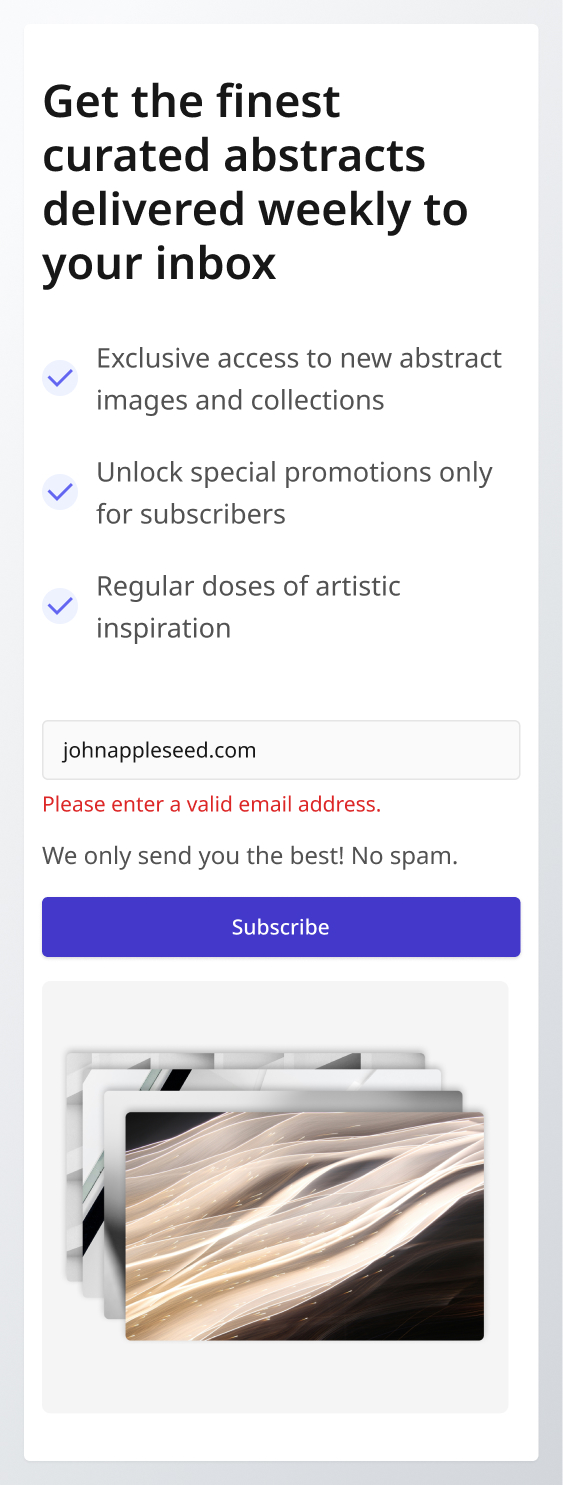 Get the finest
curated abstracts
delivered weekly to
your inbox
Exclusive access to new abstract
images and collections
Unlock special promotions only
for subscribers
Regular doses of artistic
inspiration
johnappleseed.com
Please enter a valid email address.
We only send you the best! No spam.
Subscribe